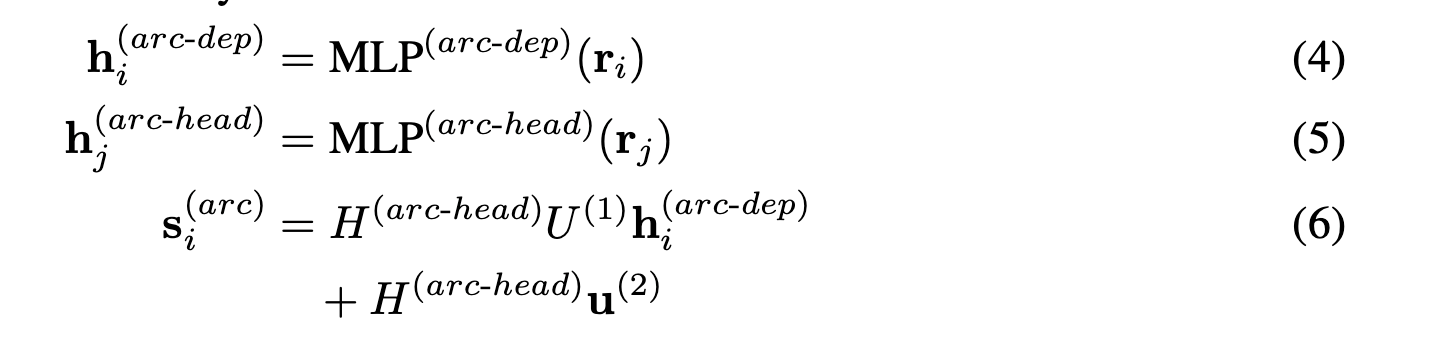 h_i^{(arc-dep)} = MLP^{(arc-dep)}(r_i) (4)
h_j^{(arc-head)} = MLP^{(arc-head)}(r_j) (5)
s_i^{(arc)} = H^{(arc-head)}U^{(1)}h_i^{(arc-dep)} (6)
+ H^{(arc-head)}u^{(2)}